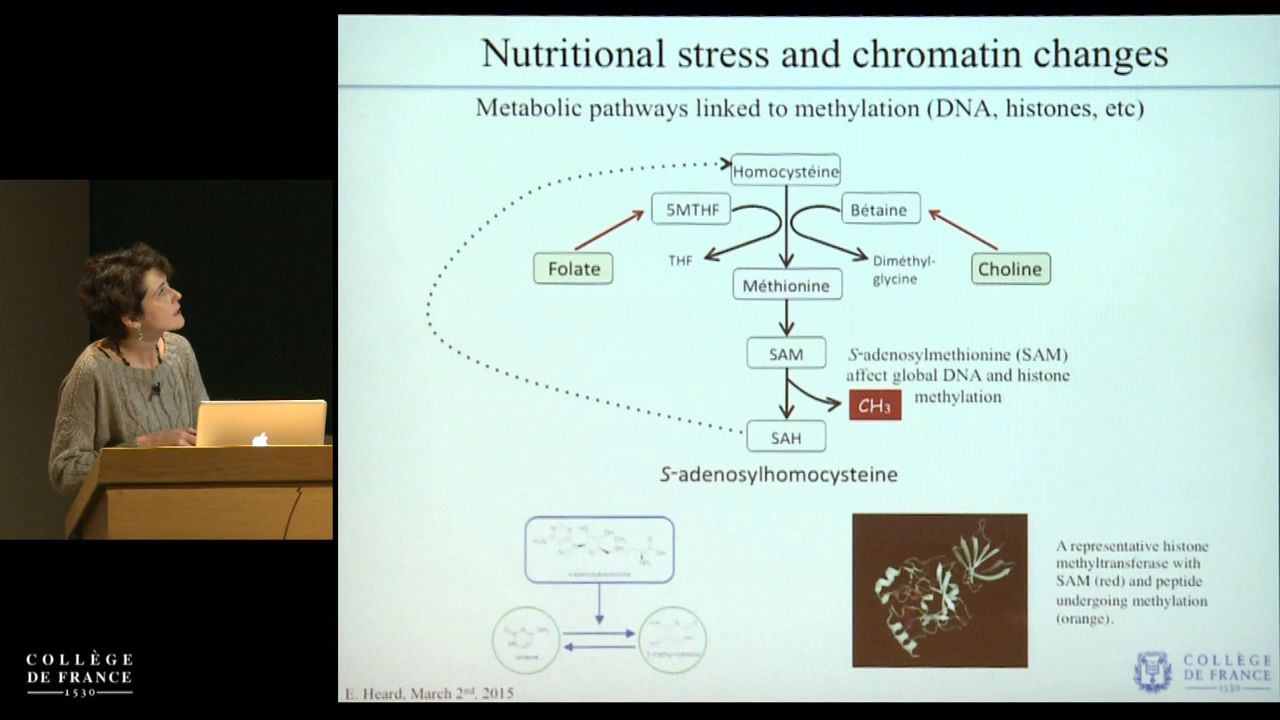 Nutritional stress and chromatin changes
Metabolic pathways linked to methylation (DNA, histones, etc)
Homocystéine
5MTHF
Bétaine
Folate
THF
Diméthyl-
glycine
Choline
Méthionine
SAM
S-adenosylmethionine (SAM)
affect global DNA and histone
methylation
CH₃
SAH
S-adenosylhomocysteine
A representative histone
methyltransferase with
SAM (red) and peptide
undergoing methylation
(orange).
E. Heard, March 2nd, 2015
COLLÈGE
DE FRANCE
1530
COLLÈGE
DE FRANCE
1530